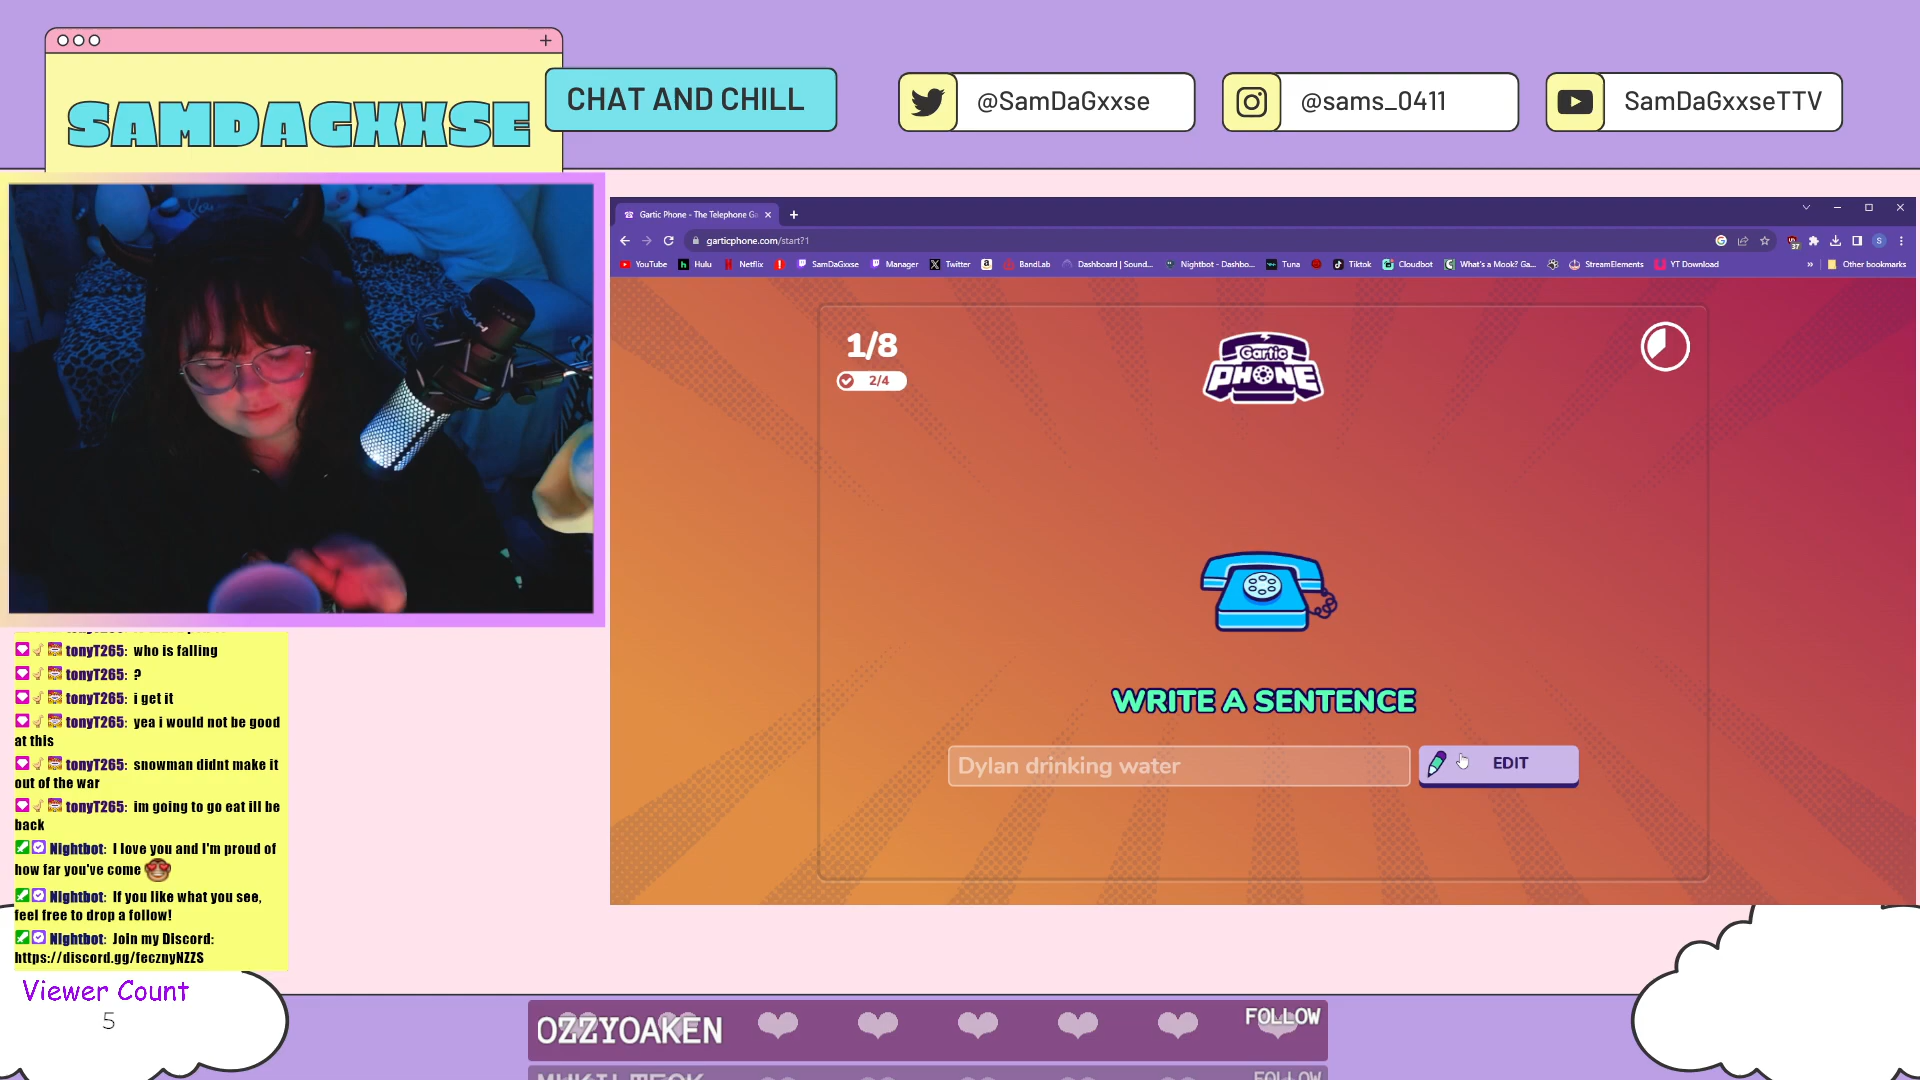 SAMDAGXXSE
CHAT AND CHILL
@SamDaGxxse
@sams_0411
SamDaGxxseTTV
Gartic Phone - The Telephone Ga
garticphone.com/start?1
YouTube
Hulu
Netflix
SamDaGxxse
Manager
Twitter
BandLab
Dashboard | Sound...
Nightbot - Dashbo...
Tuna
Tiktok
Cloudbot
What's a Mook? Ga...
StreamElements
YT Download
»
Other bookmarks
1/8
2/4
Gartic
PHONE
WRITE A SENTENCE
Dylan drinking water
EDIT
tonyT265: who is falling
tonyT265: ?
tonyT265: i get it
tonyT265: yea i would not be good
at this
tonyT265: snowman didnt make it
out of the war
tonyT265: im going to go eat ill be
back
Nightbot: I love you and I'm proud of
how far you've come
Nightbot: If you like what you see,
feel free to drop a follow!
Nightbot: Join my Discord:
https://discord.gg/fecznyNZZS
Viewer Count
5
OZZYOAKEN
FOLLOW
FOLLOW